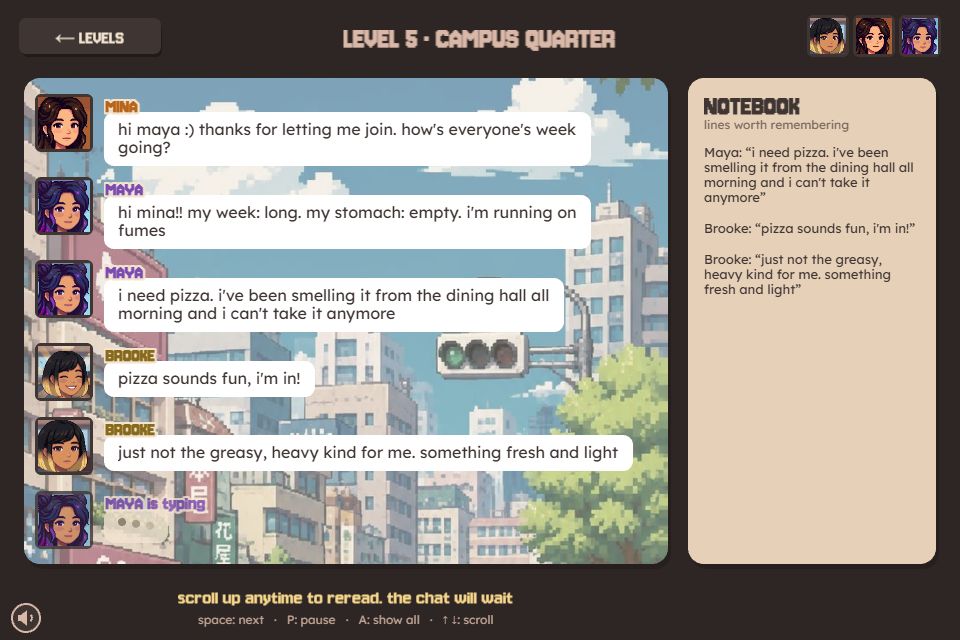 ← LEVELS
LEVEL 5 · CAMPUS QUARTER
MINA
hi maya :) thanks for letting me join. how's everyone's week
going?
MAYA
hi mina!! my week: long. my stomach: empty. i'm running on
fumes
MAYA
i need pizza. i've been smelling it from the dining hall all
morning and i can't take it anymore
BROOKE
pizza sounds fun, i'm in!
BROOKE
just not the greasy, heavy kind for me. something fresh and light
MAYA is typing
本日
花屋
NOTEBOOK
lines worth remembering
Maya: “i need pizza. i've been
smelling it from the dining hall all
morning and i can't take it
anymore”
Brooke: “pizza sounds fun, i'm in!”
Brooke: “just not the greasy,
heavy kind for me. something
fresh and light”
scroll up anytime to reread. the chat will wait
space: next · P: pause · A: show all · ↑↓: scroll